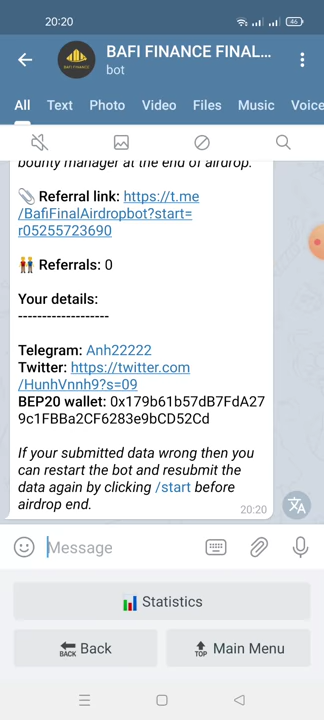 20:20
46
BAFI FINANCE FINAL...
bot
All Text Photo Video Files Music Voice
bounty manager at the end of airdrop.
Referral link: https://t.me
/BafiFinalAirdropbot?start=
r05255723690
Referrals: 0
Your details:
-------------------
Telegram: Anh22222
Twitter: https://twitter.com
/HunhVnnh9?s=09
BEP20 wallet: 0x179b61b57dB7FdA27
9c1FBBa2CF6283e9bCD52Cd
If your submitted data wrong then you
can restart the bot and resubmit the
data again by clicking /start before
airdrop end.
20:20
Message
Statistics
BACK Back
TOP Main Menu